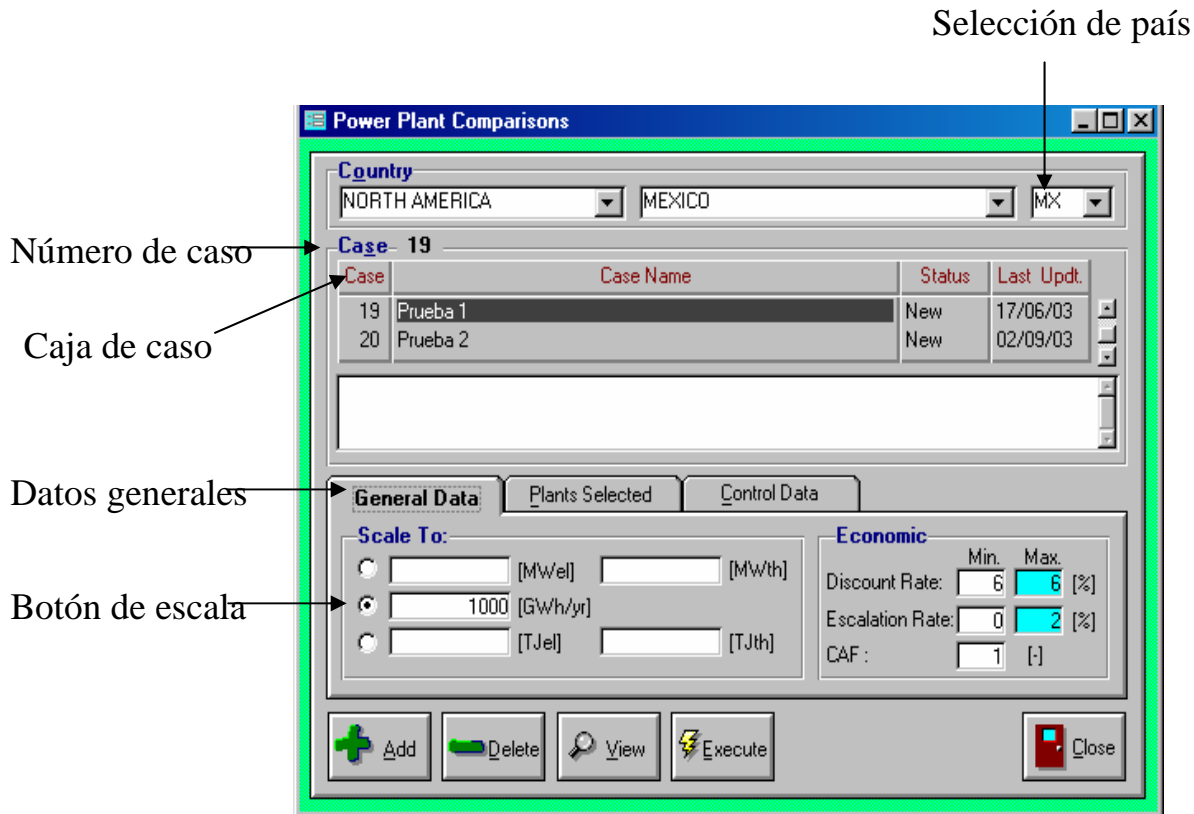 Selección de país
Power Plant Comparisons
Country
NORTH AMERICA MEXICO MX
Número de caso
Case 19
Case Case Name Status Last Updt.
19 Prueba 1 New 17/06/03
20 Prueba 2 New 02/09/03
Caja de caso
Datos generales
General Data Plants Selected Control Data
Scale To: Economic
Min. Max.
[MWel] [MWth] Discount Rate: 6 6 [%]
Botón de escala
1000 [GWh/yr] Escalation Rate: 0 2 [%]
[TJel] [TJth] CAF : 1 [-]
Add Delete View Execute Close